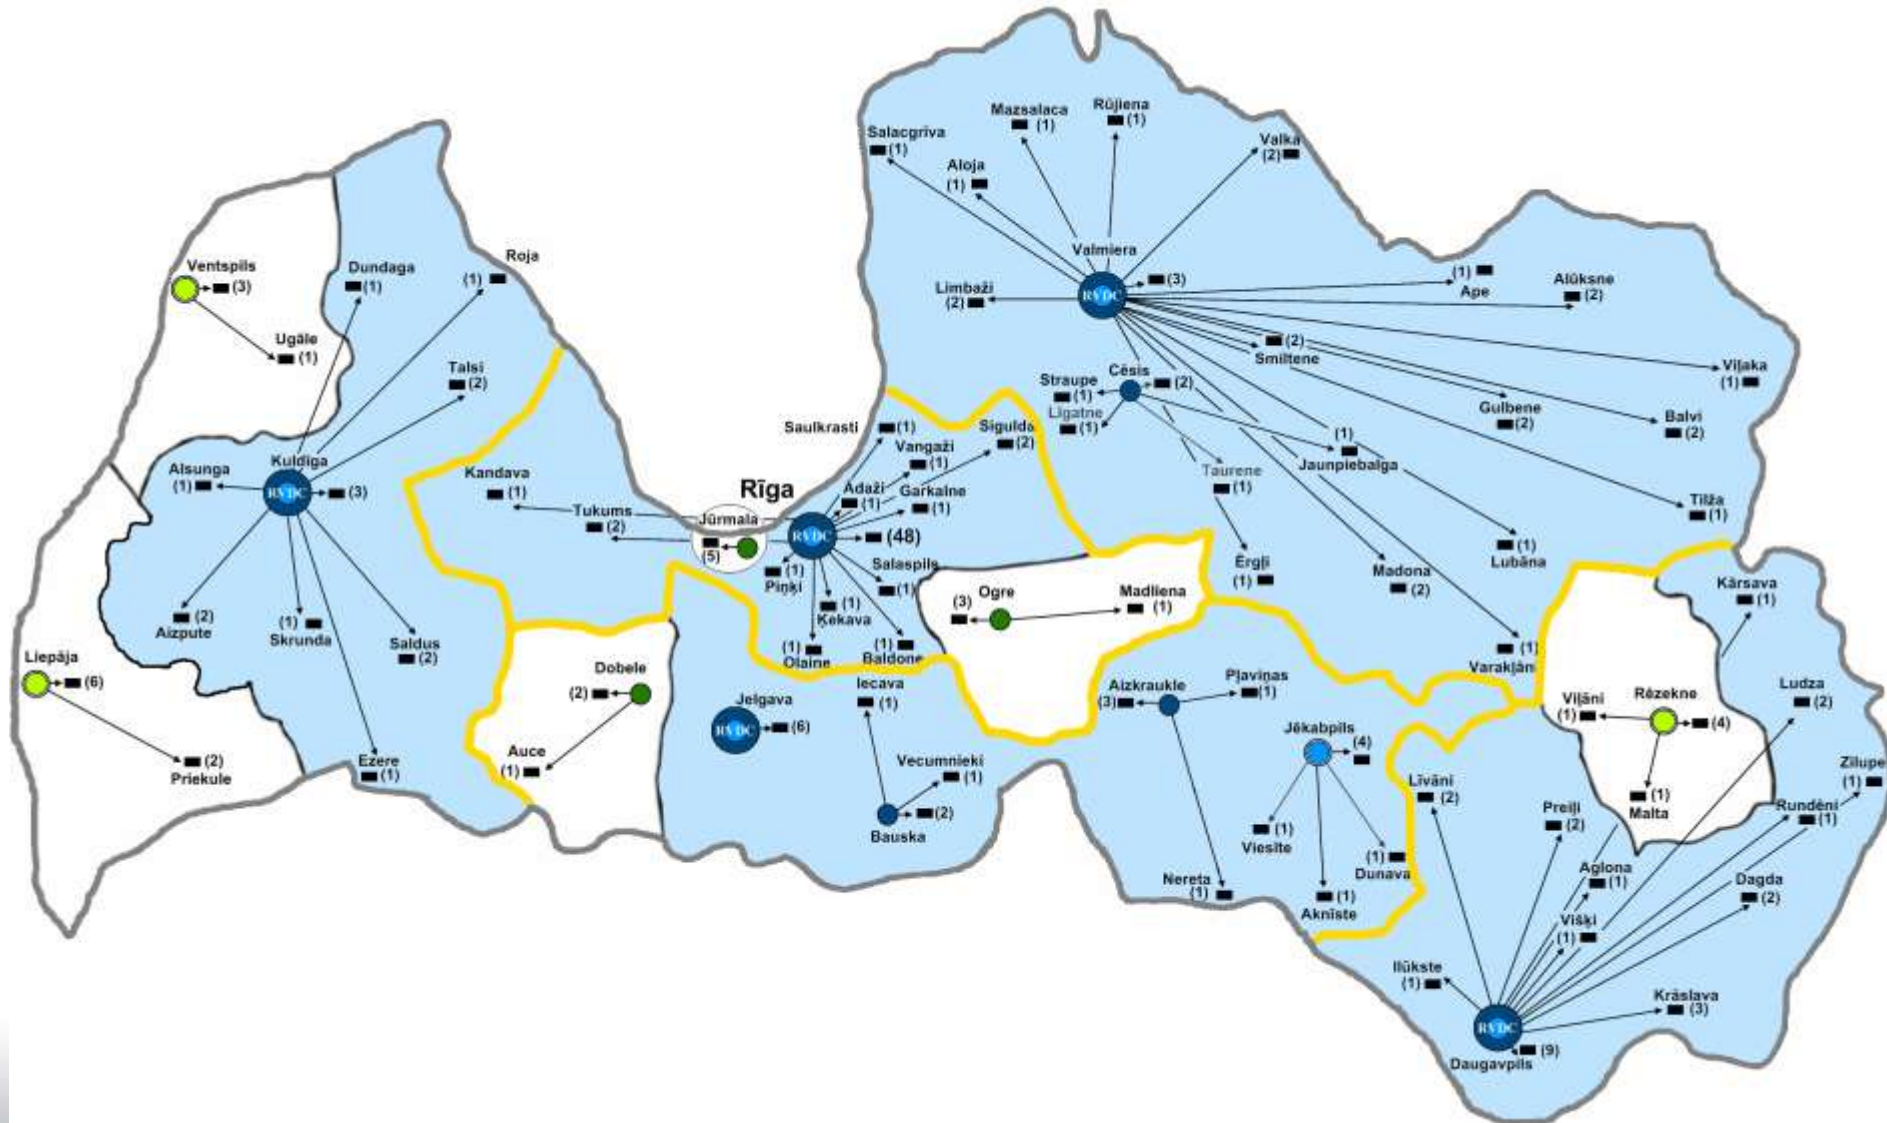 Mazsalaca
(1)
Rūjiena
(1)
Salacgrīva
(1)
Valka
(2)
Aloja
(1)
Valmiera
RVDC
(3)
Limbaži
(2)
(1)
Ape
Alūksne
(2)
(2)
Smiltene
Viļaka
(1)
Cēsis
(2)
Straupe
(1)
Līgatne
(1)
Gulbene
(2)
Balvi
(2)
(1)
Jaunpiebalga
Taurene
(1)
Tilža
(1)
(1)
Lubāna
Ērgļi
(1)
Madona
(2)
(1)
Varakļāni
Ventspils
(3)
Ugāle
(1)
Dundaga
(1)
Roja
(1)
Talsi
(2)
Kuldīga
RVDC
(3)
Alsunga
(1)
(2)
Aizpute
(1)
Skrunda
Saldus
(2)
Ezere
(1)
Liepāja
(6)
(2)
Priekule
Kandava
(1)
Tukums
(2)
Jūrmala
(5)
Rīga
RVDC
(48)
Saulkrasti
(1)
Vangaži
(1)
Sigulda
(2)
Ādaži
(1)
Garkalne
(1)
Salaspils
(1)
(1)
Piņķi
(1)
Ķekava
(1)
Olaine
(1)
Baldone
Ogre
(3)
Madliena
(1)
Dobele
(2)
Auce
(1)
Jelgava
RVDC
(6)
Iecava
(1)
Vecumnieki
(1)
(2)
Bauska
Aizkraukle
(3)
Pļaviņas
(1)
Nereta
(1)
Jēkabpils
(4)
(1)
Viesīte
(1)
Aknīste
(1)
Dunava
Kārsava
(1)
Viļāni
(1)
Rēzekne
(4)
(1)
Malta
Ludza
(2)
Zilupe
(1)
Rundēni
(1)
Līvāni
(2)
Preiļi
(2)
Aglona
(1)
Dagda
(2)
Višķi
(1)
Ilūkste
(1)
Krāslava
(3)
RVDC
(9)
Daugavpils